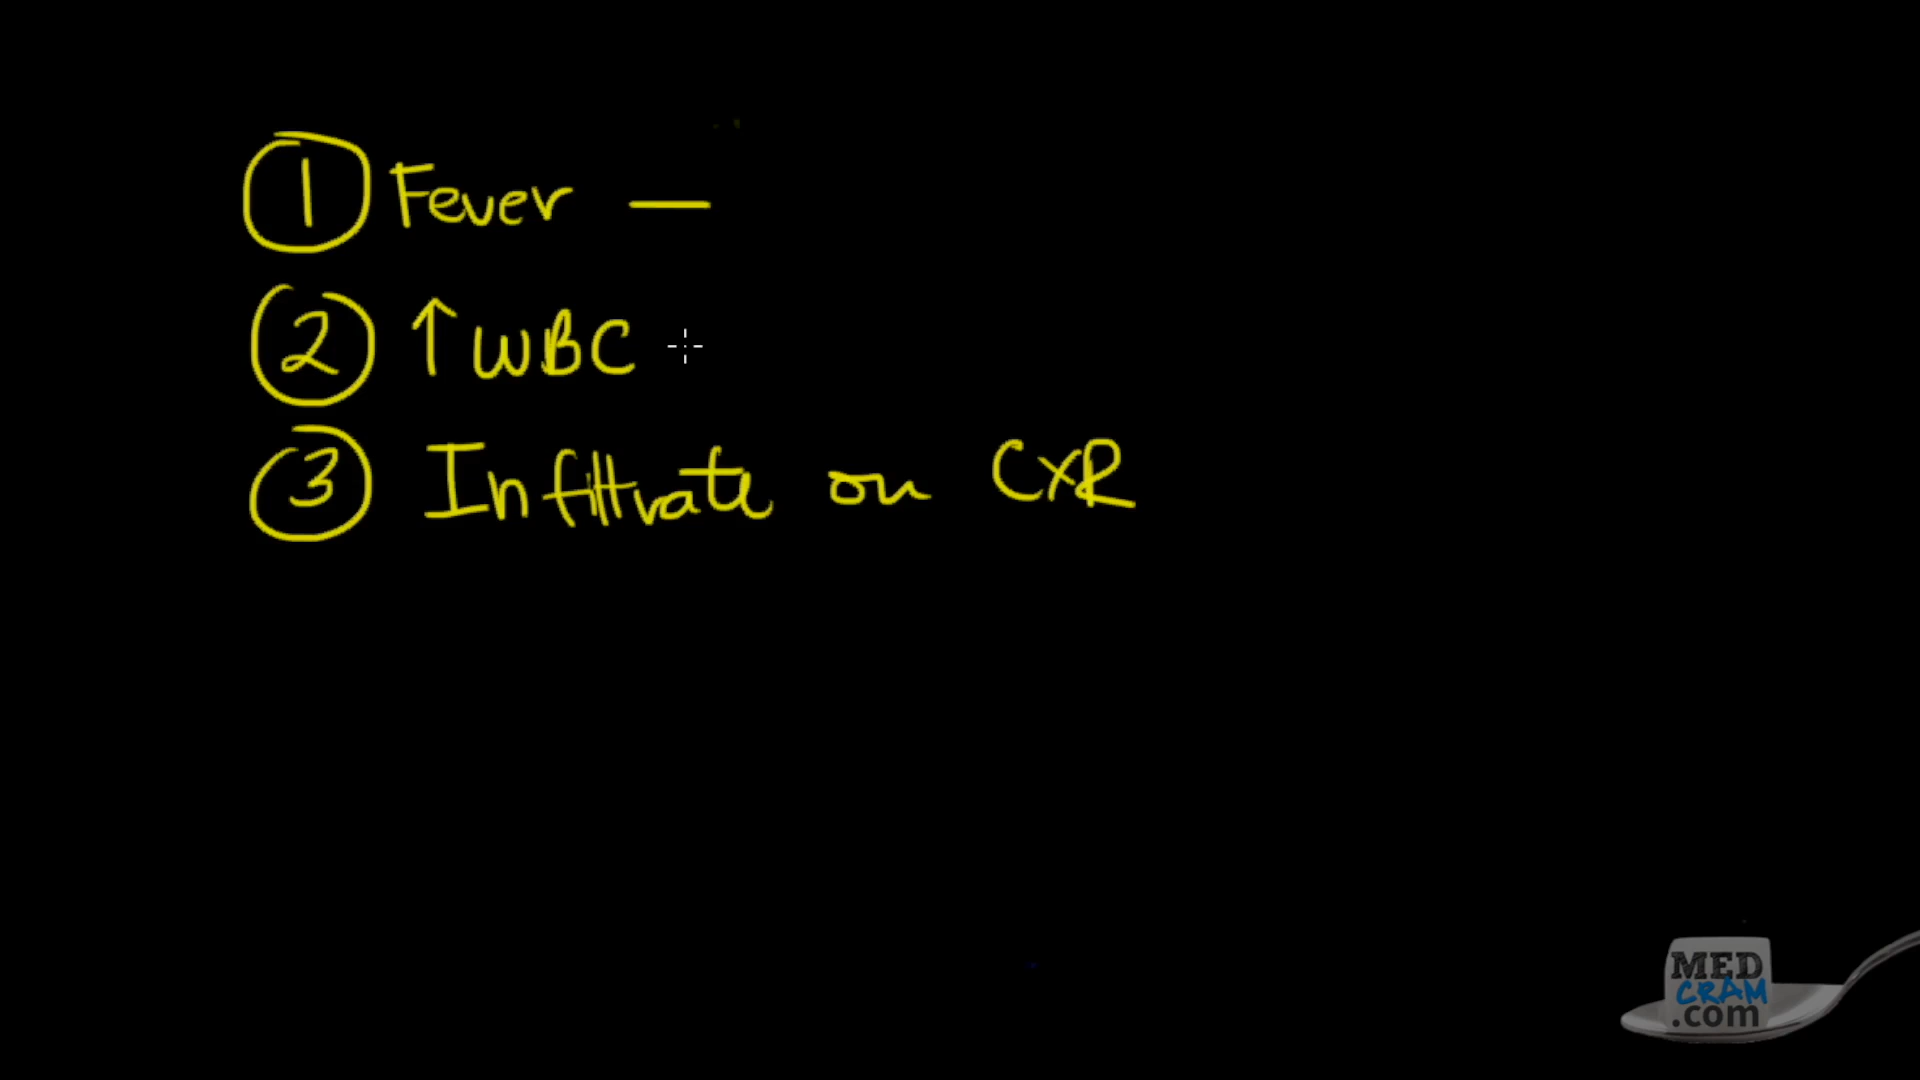 1 Fever —
2 ↑ WBC
3 Infiltrate on CXR
MED
CRAM
.com